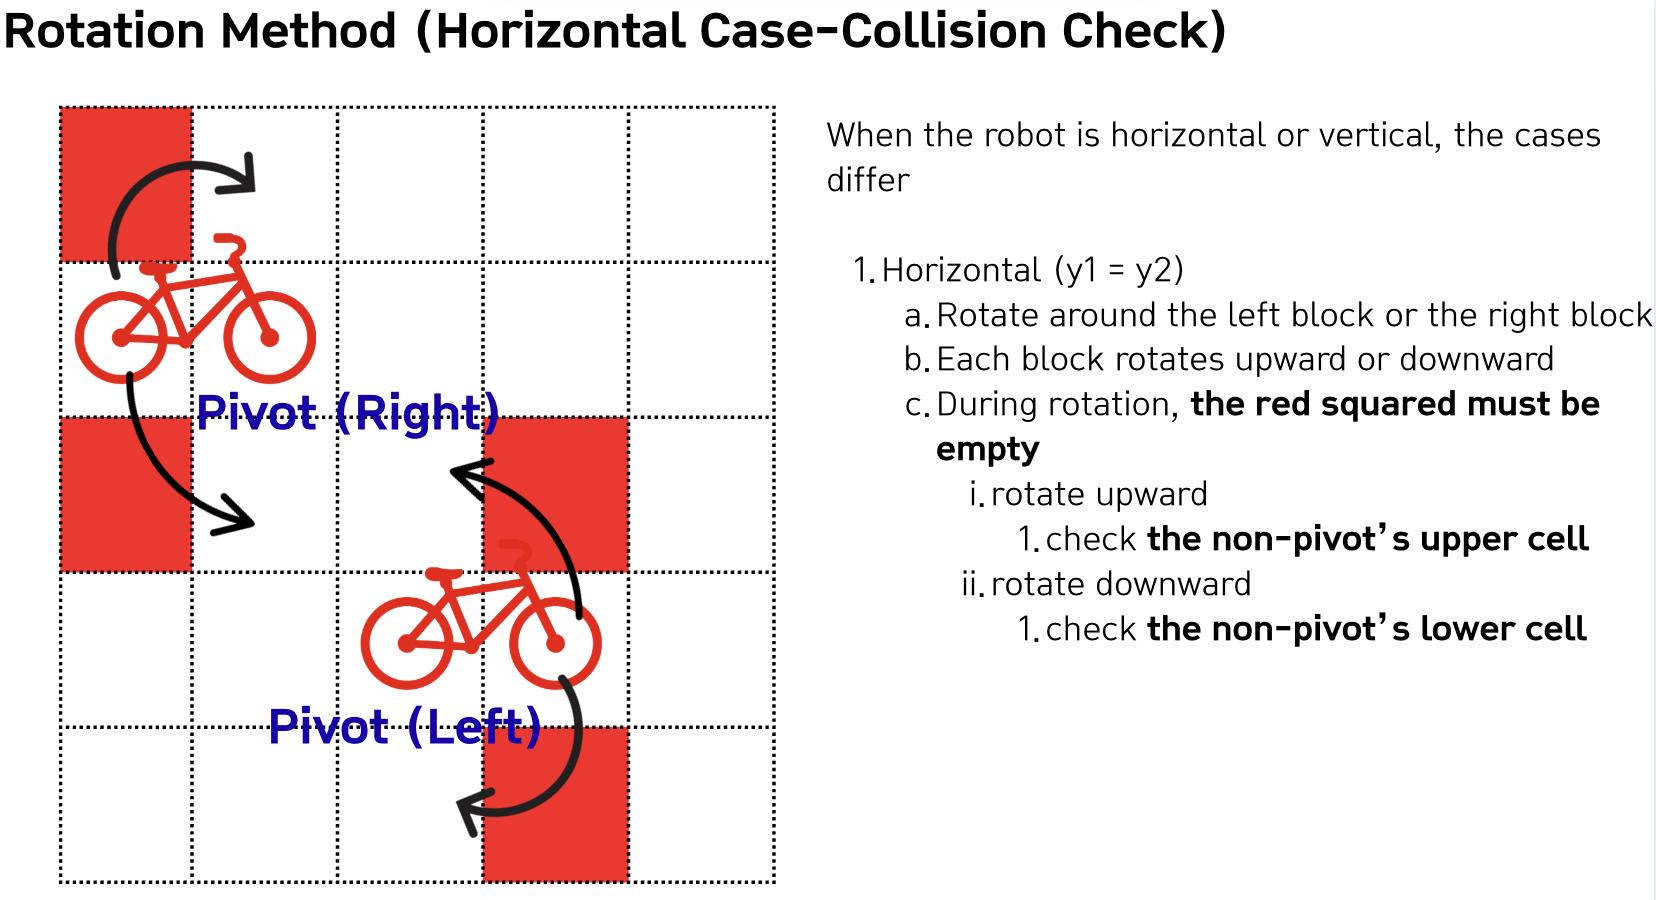 Rotation Method (Horizontal Case-Collision Check)
When the robot is horizontal or vertical, the cases
differ
1. Horizontal (y1 = y2)
a. Rotate around the left block or the right block
b. Each block rotates upward or downward
c. During rotation, the red squared must be
empty
i. rotate upward
1. check the non-pivot’s upper cell
ii. rotate downward
1. check the non-pivot’s lower cell
Pivot (Right)
Pivot (Left)